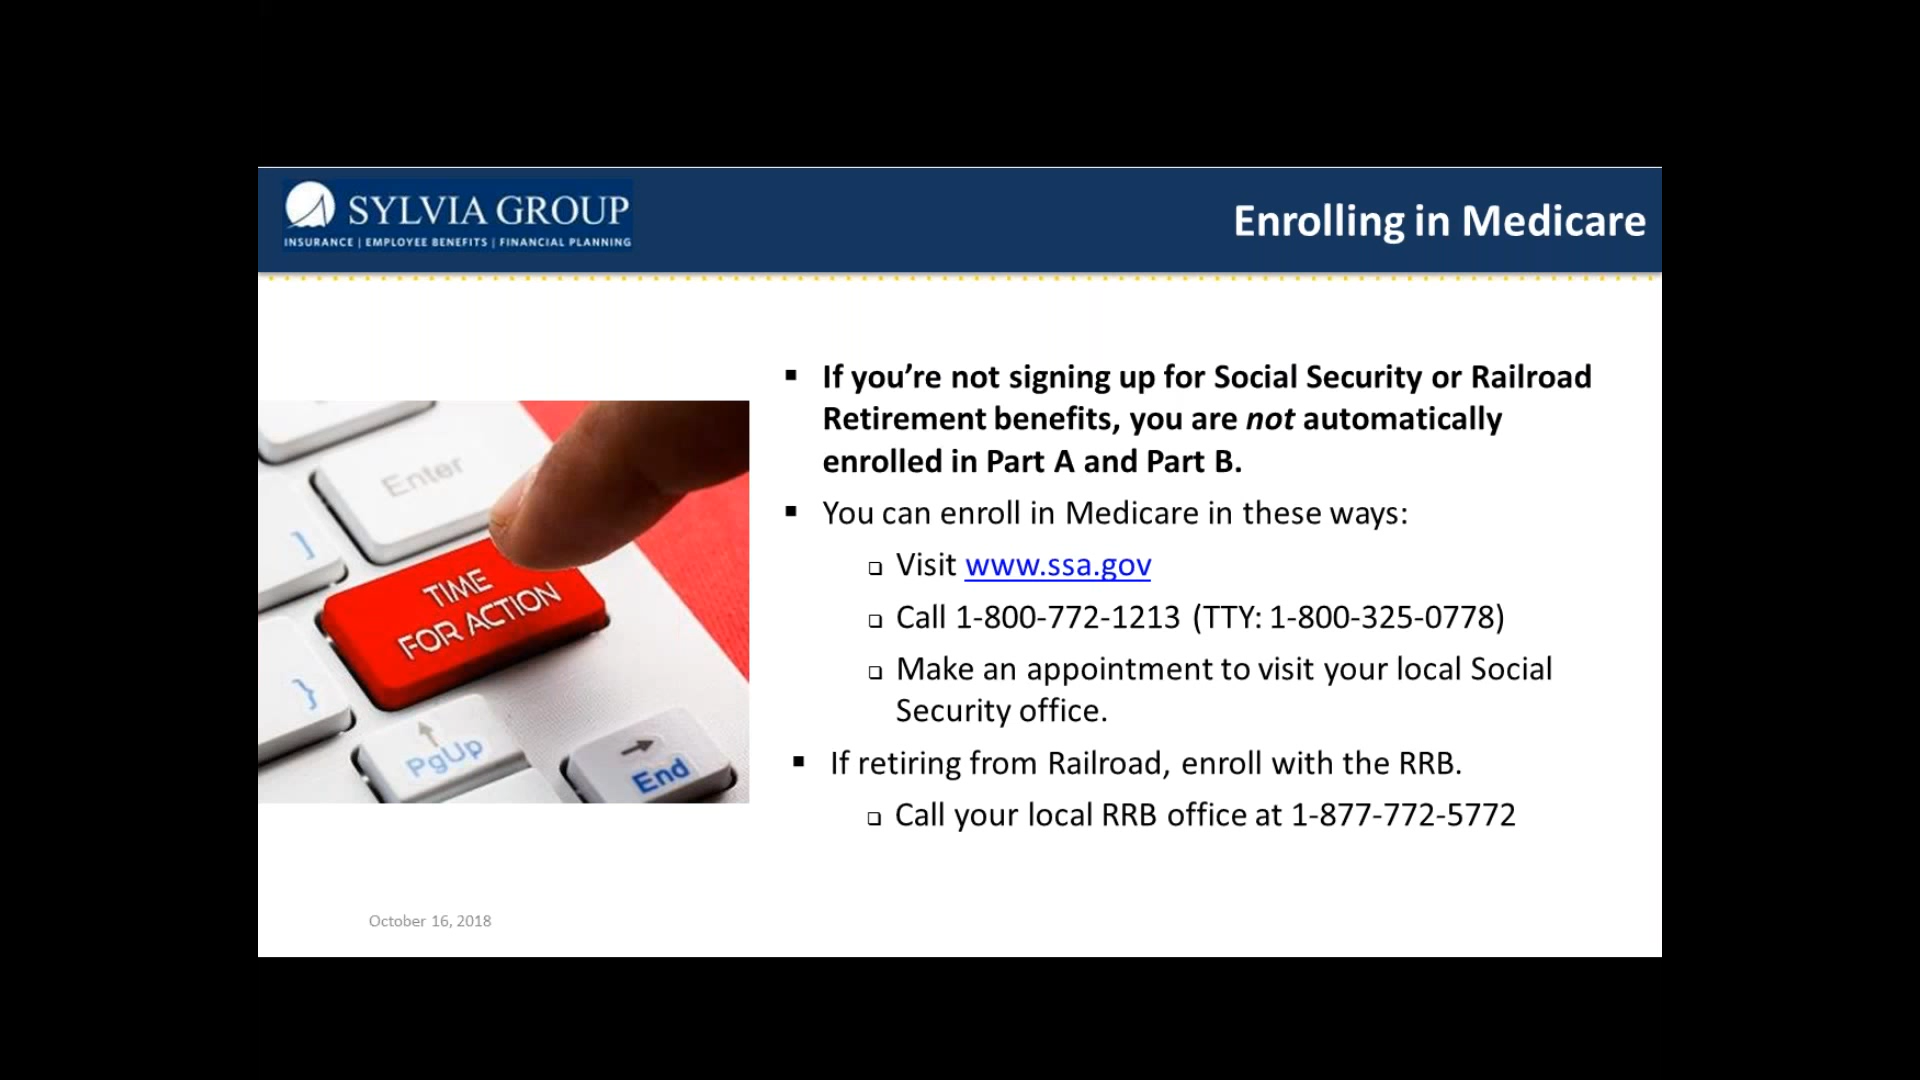 SYLVIA GROUP
INSURANCE | EMPLOYEE BENEFITS | FINANCIAL PLANNING
Enrolling in Medicare
▪ If you’re not signing up for Social Security or Railroad
Retirement benefits, you are not automatically
enrolled in Part A and Part B.
▪ You can enroll in Medicare in these ways:
❑ Visit www.ssa.gov
❑ Call 1-800-772-1213 (TTY: 1-800-325-0778)
❑ Make an appointment to visit your local Social
Security office.
▪ If retiring from Railroad, enroll with the RRB.
❑ Call your local RRB office at 1-877-772-5772
Enter
]
TIME
FOR ACTION
}
PgUp
End
October 16, 2018